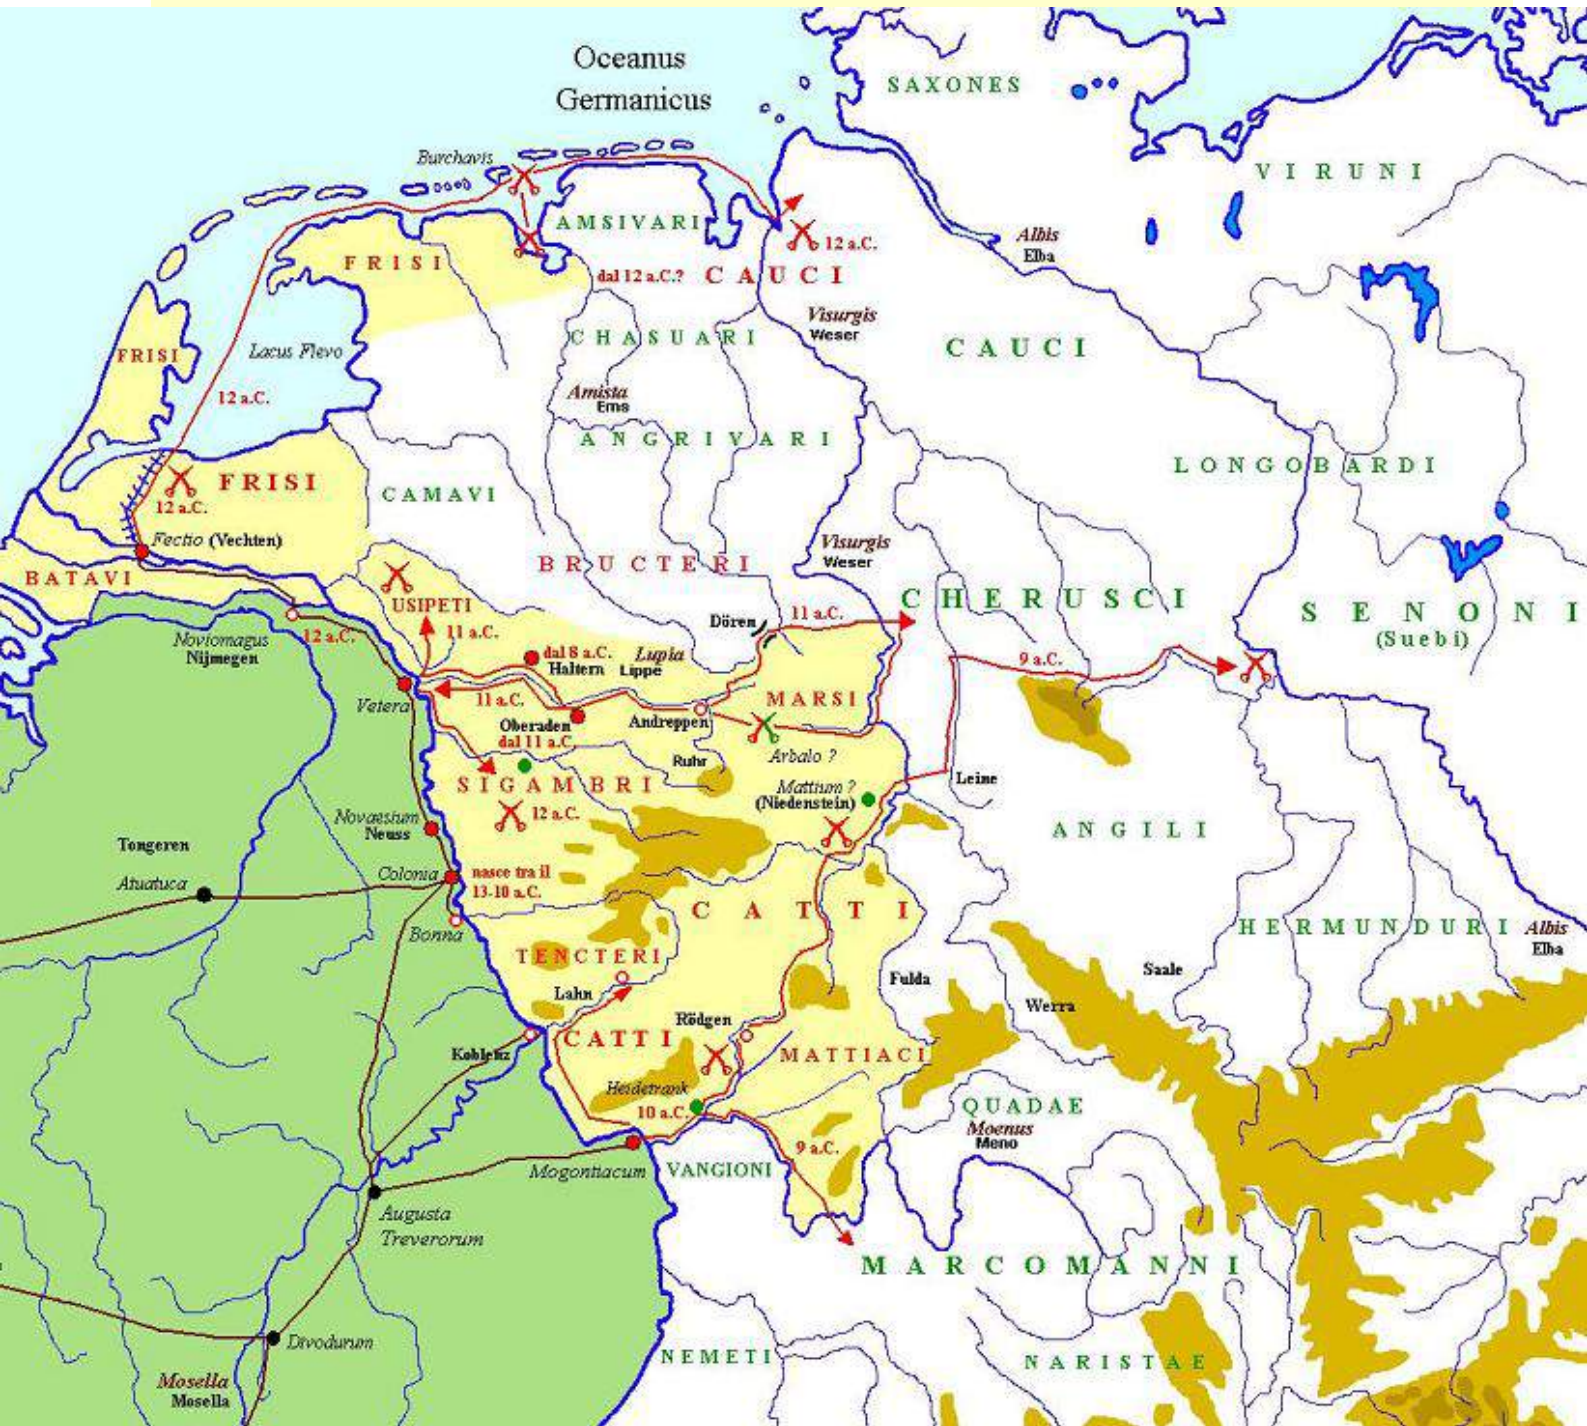 Oceanus
Germanicus
SAXONES
Burchavis
VIRUNI
AMSIVARI
12 a.C.
Albis
Elba
FRISI
dal 12 a.C.?
CAUCI
Visurgis
Weser
CHASUARI
CAUCI
FRISI
Lacus Flevo
12 a.C.
Amista
Ems
ANGRIVARI
LONGOBARDI
FRISI
CAMAVI
12 a.C.
Fectio (Vechten)
BRUCTERI
Visurgis
Weser
BATAVI
USIPETI
11 a.C.
CHERUSCI
SENONI
(Suebi)
Dören
11 a.C.
Noviomagus
Nijmegen
12 a.C.
dal 8 a.C.
Haltern
Lupia
Lippe
9 a.C.
Vetera
11 a.C.
Oberaden
dal 11 a.C.
Andreppen
MARSI
Arbalo ?
Ruhr
SIGAMBRI
12 a.C.
Mattium ?
(Niedenstein)
Leine
Novaesium
Neuss
ANGILI
Tongeren
Atuatuca
Colonia
nasce tra il
13-10 a.C.
Bonna
CATTI
HERMUNDURI
Albis
Elba
TENCTERI
Lahn
Fulda
Saale
Werra
Rödgen
Koblenz
CATTI
MATTIACI
Heidetrank
10 a.C.
QUADAE
Moenus
Meno
9 a.C.
Mogontiacum
VANGIONI
Augusta
Treverorum
MARCOMANNI
Divodurum
NEMETI
NARISTAE
Mosella
Mosella